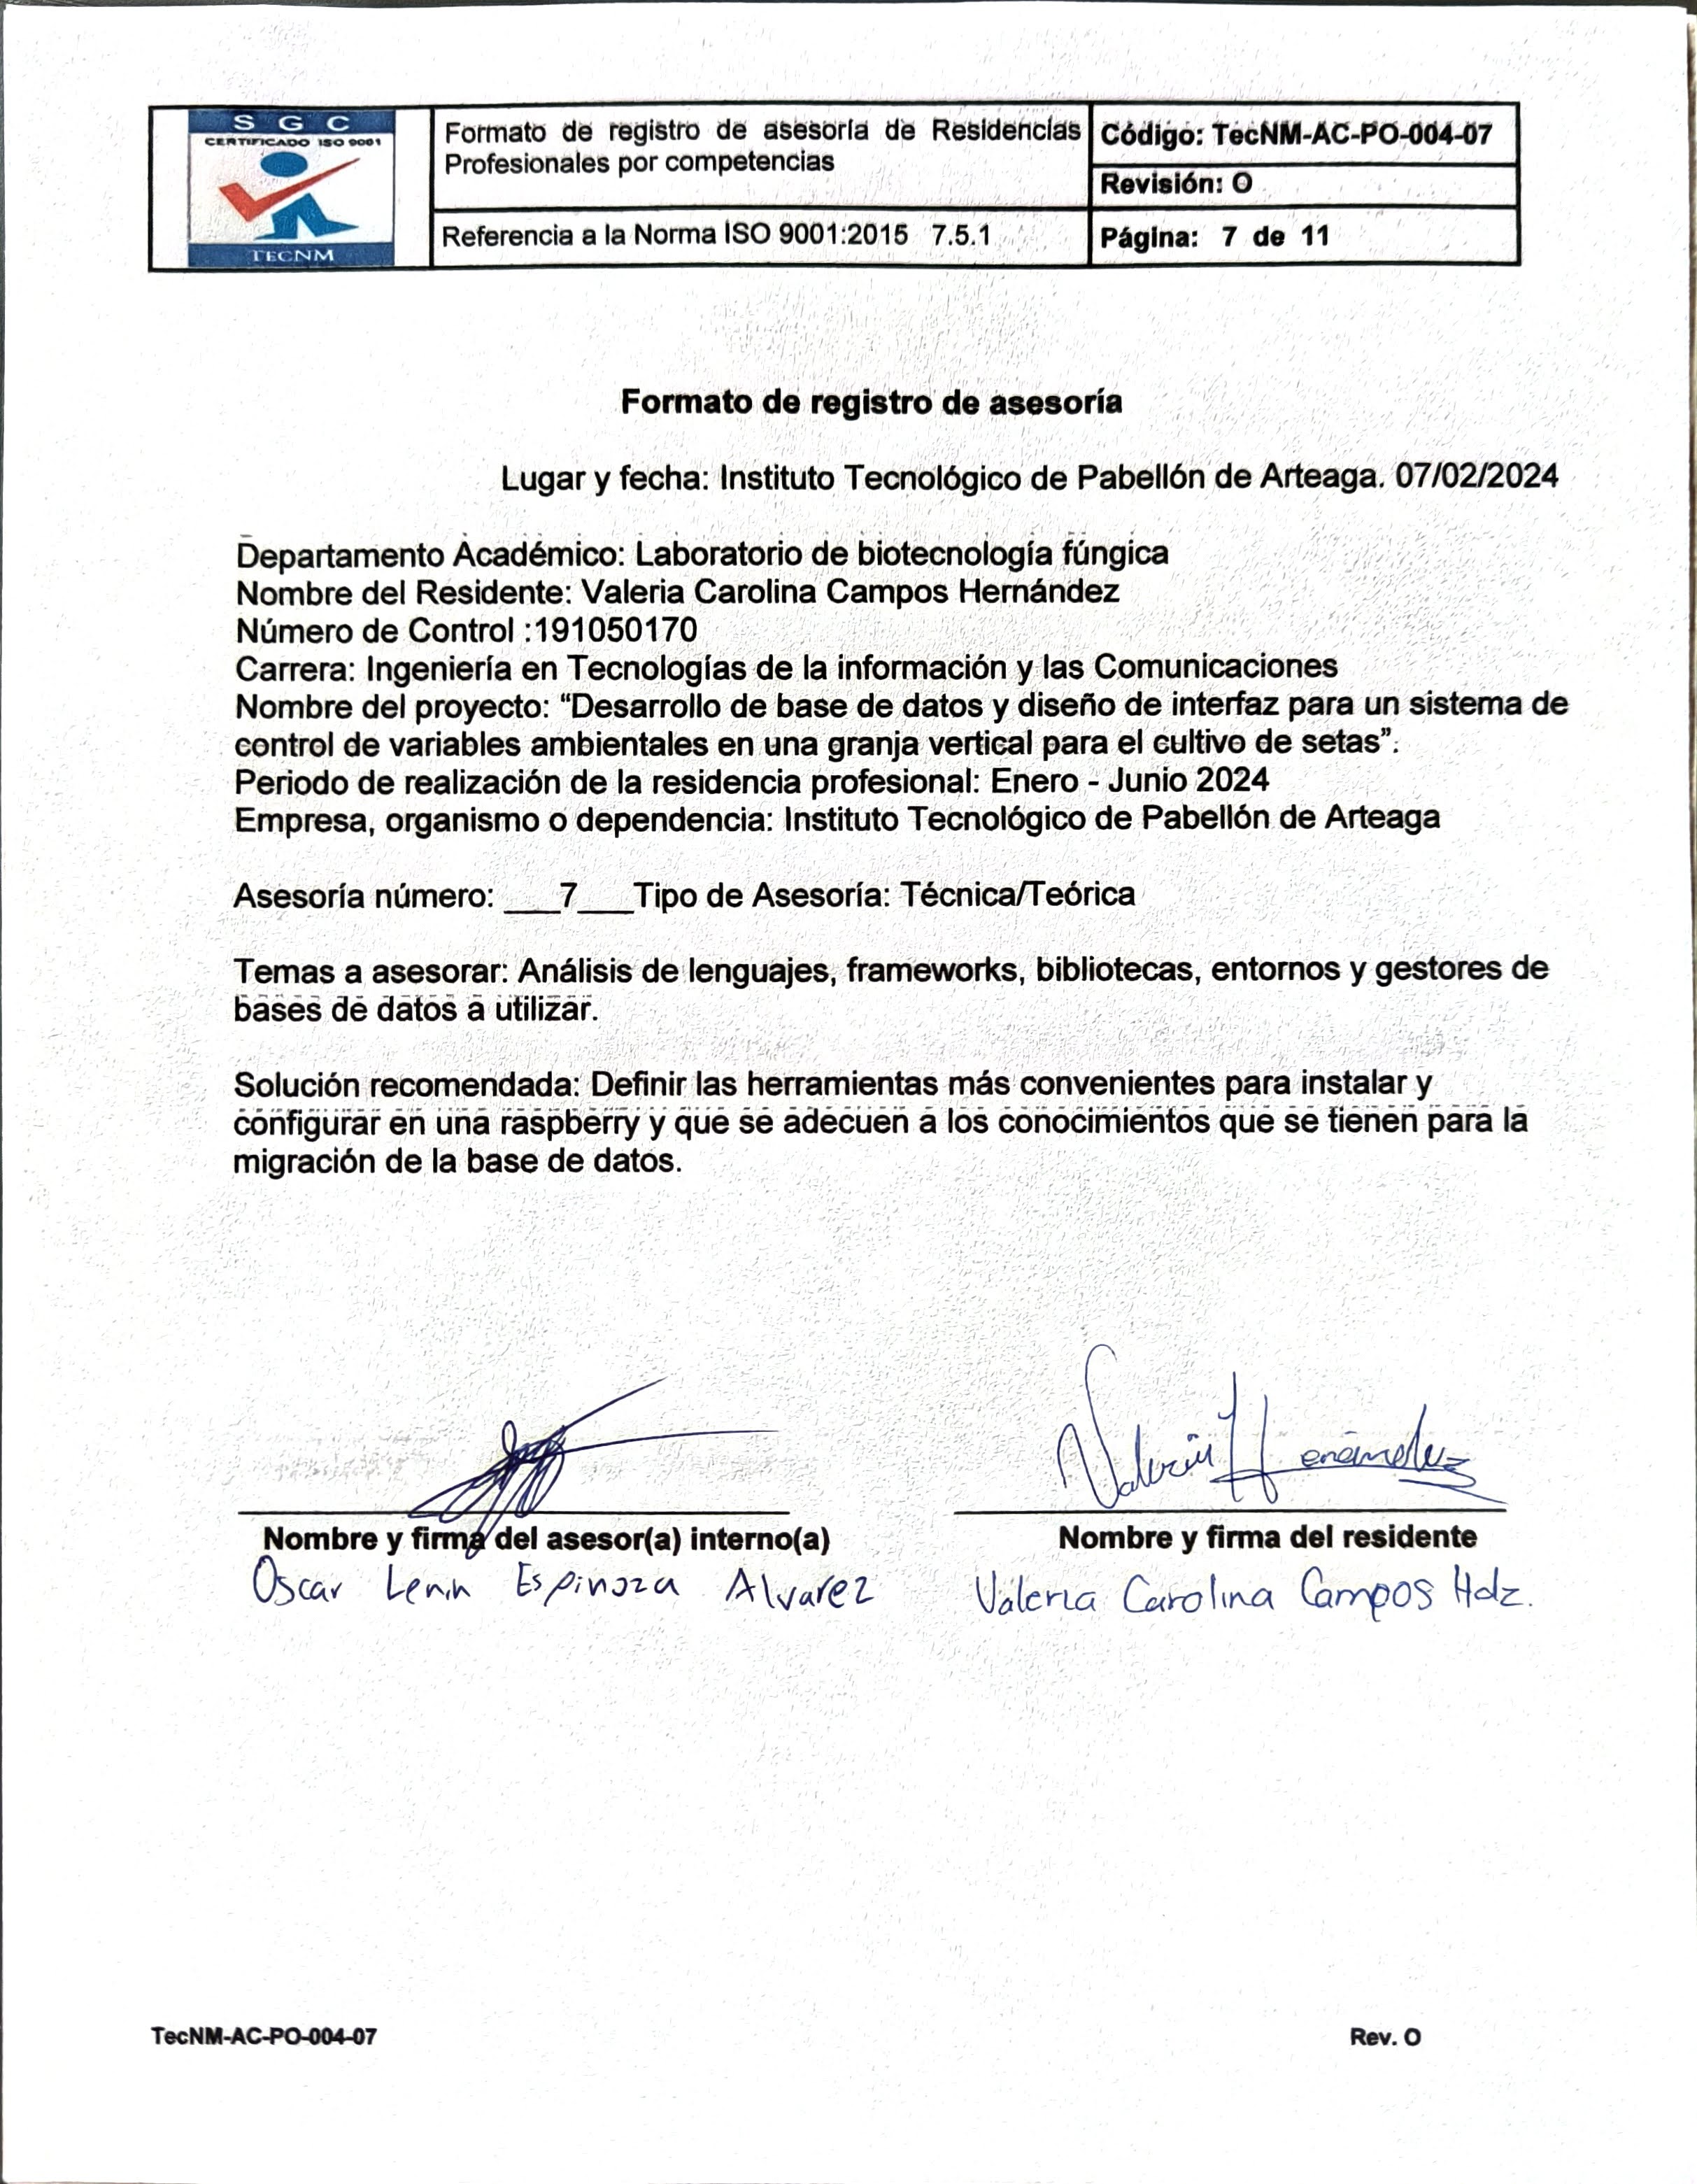 S G C
CERTIFICADO ISO 9001
TECNM
Formato de registro de asesoría de Residencias
Profesionales por competencias
Referencia a la Norma ISO 9001:2015 7.5.1
Código: TecNM-AC-PO-004-07
Revisión: O
Página: 7 de 11
Formato de registro de asesoría
Lugar y fecha: Instituto Tecnológico de Pabellón de Arteaga. 07/02/2024
Departamento Académico: Laboratorio de biotecnología fúngica
Nombre del Residente: Valeria Carolina Campos Hernández
Número de Control :191050170
Carrera: Ingeniería en Tecnologías de la información y las Comunicaciones
Nombre del proyecto: “Desarrollo de base de datos y diseño de interfaz para un sistema de
control de variables ambientales en una granja vertical para el cultivo de setas”.
Periodo de realización de la residencia profesional: Enero - Junio 2024
Empresa, organismo o dependencia: Instituto Tecnológico de Pabellón de Arteaga
Asesoría número: ___7___Tipo de Asesoría: Técnica/Teórica
Temas a asesorar: Análisis de lenguajes, frameworks, bibliotecas, entornos y gestores de
bases de datos a utilizar.
Solución recomendada: Definir las herramientas más convenientes para instalar y
configurar en una raspberry y que se adecuen a los conocimientos que se tienen para la
migración de la base de datos.
Nombre y firma del asesor(a) interno(a)
Oscar Lenin Espinoza Alvarez
Valeria Hernández
Nombre y firma del residente
Valeria Carolina Campos Hdz.
TecNM-AC-PO-004-07
Rev. O